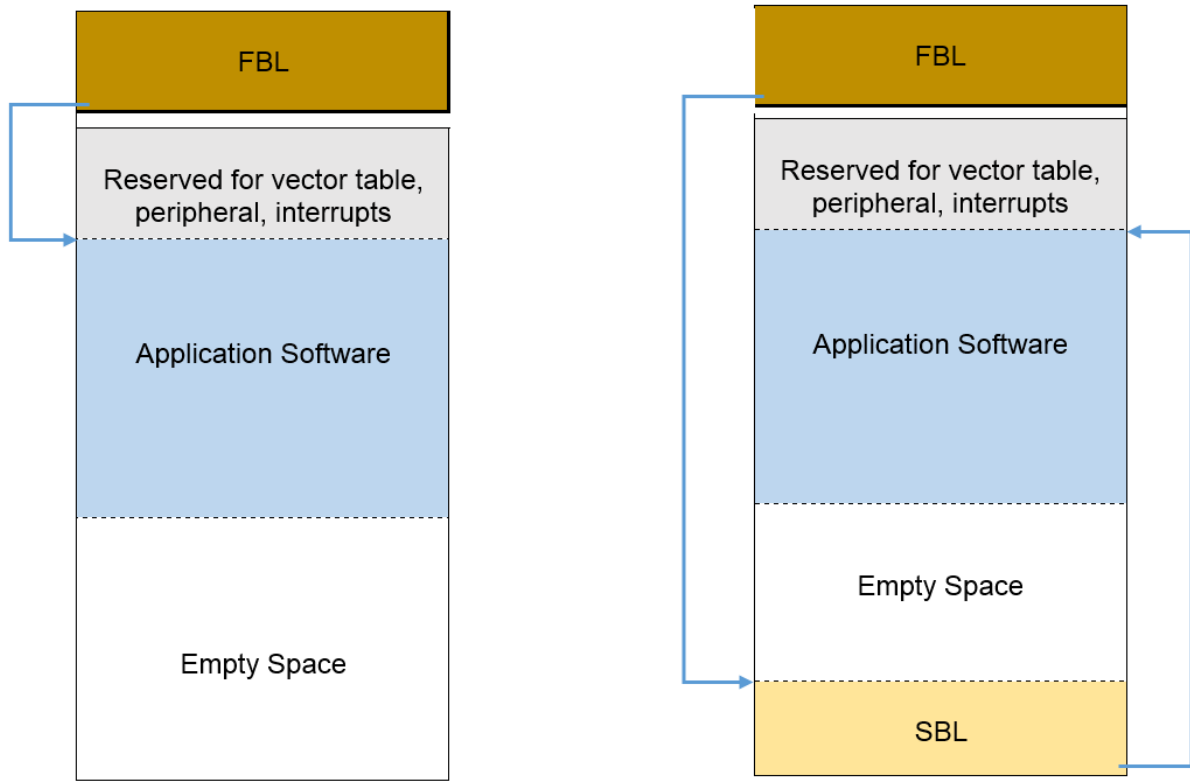 FBL
Reserved for vector table,
peripheral, interrupts
Application Software
Empty Space
FBL
Reserved for vector table,
peripheral, interrupts
Application Software
Empty Space
SBL